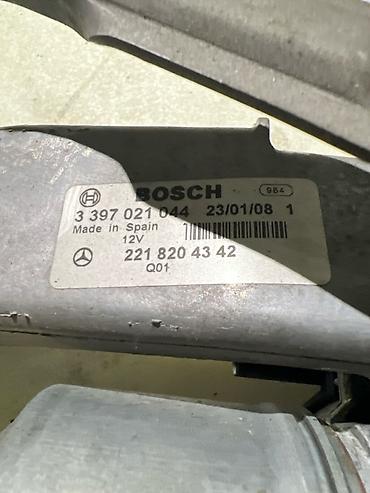 BOSCH 984
3 397 021 044 23/01/08 1
Made in Spain
12V
221 820 43 42
Q01